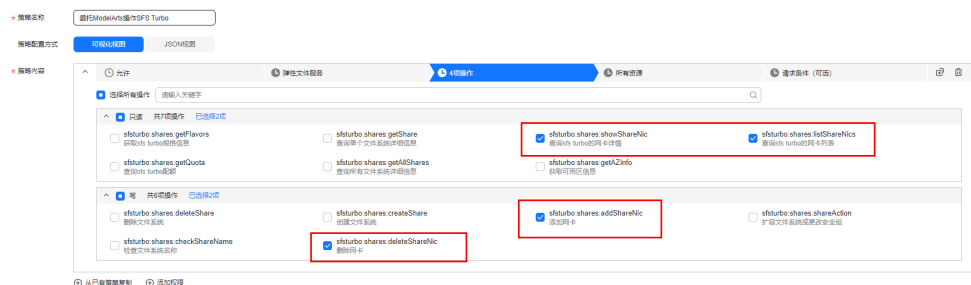 * 策略名称 委托ModelArts操作SFS Turbo
策略配置方式 可视化视图 JSON视图
* 策略内容 允许 弹性文件服务 4项操作 所有资源 请求条件（可选）
选择所有操作 请输入关键字
只读 共7项操作 已选择2项
sfsturbo:shares:getFlavors sfsturbo:shares:getShare sfsturbo:shares:showShareNic sfsturbo:shares:listShareNics
获取sfs turbo规格信息 查询单个文件系统详细信息 查询sfs turbo的网卡详情 查询sfs turbo的网卡列表
sfsturbo:shares:getQuota sfsturbo:shares:getAllShares sfsturbo:shares:getAZInfo
查询sfs turbo配额 查询所有文件系统详细信息 获取可用区信息
写 共6项操作 已选择2项
sfsturbo:shares:deleteShare sfsturbo:shares:createShare sfsturbo:shares:addShareNic sfsturbo:shares:shareAction
删除文件系统 创建文件系统 添加网卡 扩容文件系统或更改安全组
sfsturbo:shares:checkShareName sfsturbo:shares:deleteShareNic
检查文件系统名称 删除网卡
从已有策略复制 添加权限